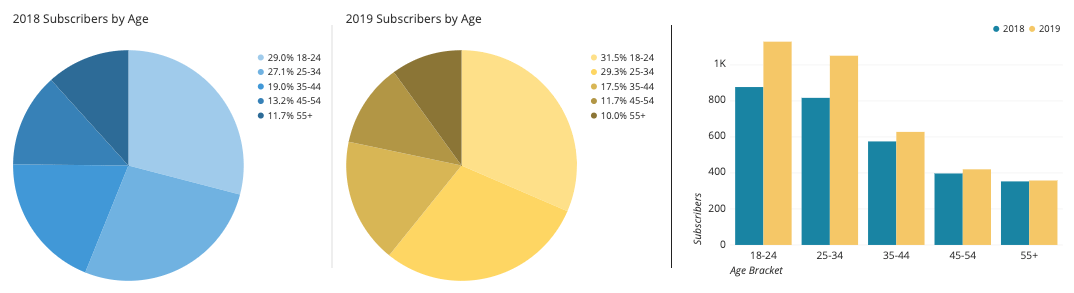 2018 Subscribers by Age
29.0% 18-24
27.1% 25-34
19.0% 35-44
13.2% 45-54
11.7% 55+
2019 Subscribers by Age
31.5% 18-24
29.3% 25-34
17.5% 35-44
11.7% 45-54
10.0% 55+
2018 2019
1K
800
600
400
200
0
Subscribers
18-24 25-34 35-44 45-54 55+
Age Bracket